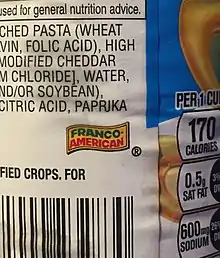 used for general nutrition advice.
CHED PASTA (WHEAT
VIN, FOLIC ACID), HIGH
MODIFIED CHEDDAR
M CHLORIDE], WATER,
ND/OR SOYBEAN),
CITRIC ACID, PAPRIKA
FRANCO-
AMERICAN
®
FIED CROPS. FOR
PER 1 CU
170
CALORIES
0.5g
SAT FAT
3%
600mg
SODIUM
26%